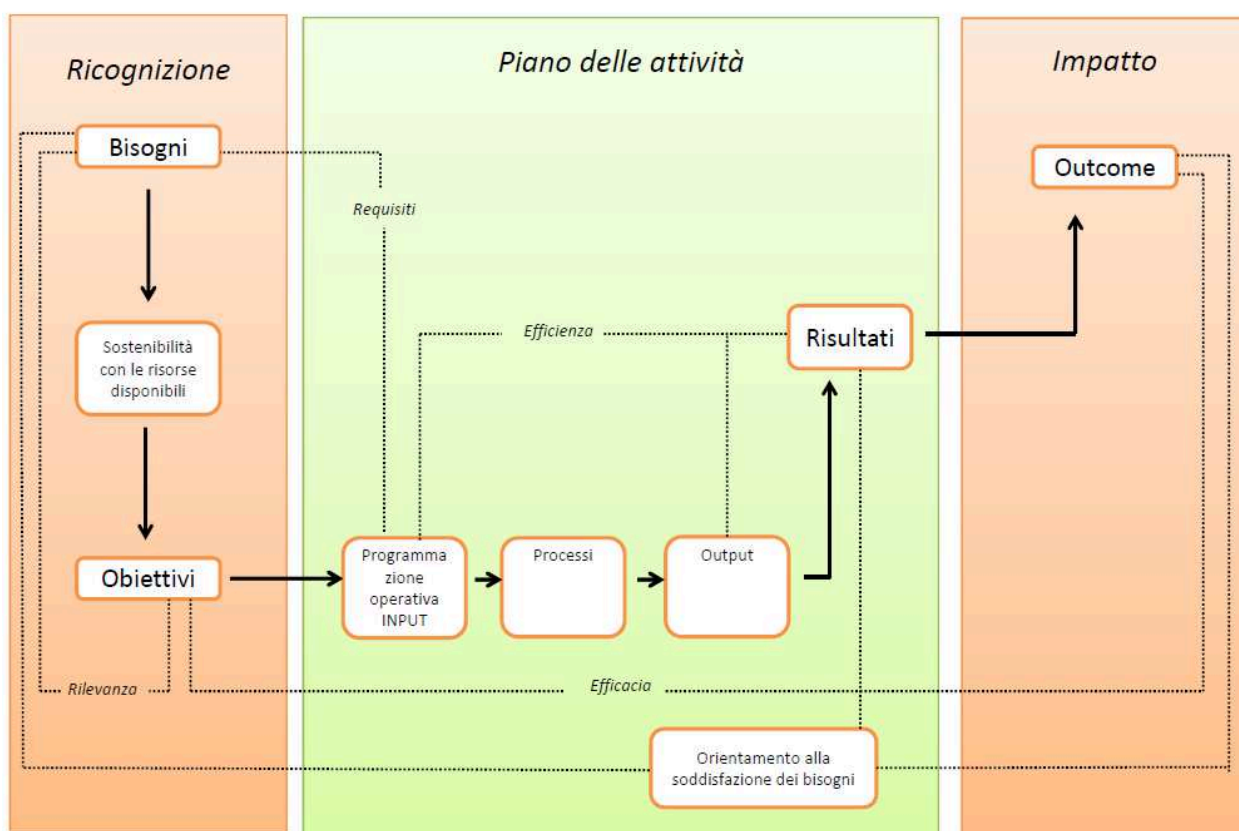 Ricognizione
Piano delle attività
Impatto
Bisogni
Outcome
Requisiti
Efficienza
Risultati
Sostenibilità
con le risorse
disponibili
Obiettivi
Programma
zione
operativa
INPUT
Processi
Output
Rilevanza
Efficacia
Orientamento alla
soddisfazione dei bisogni